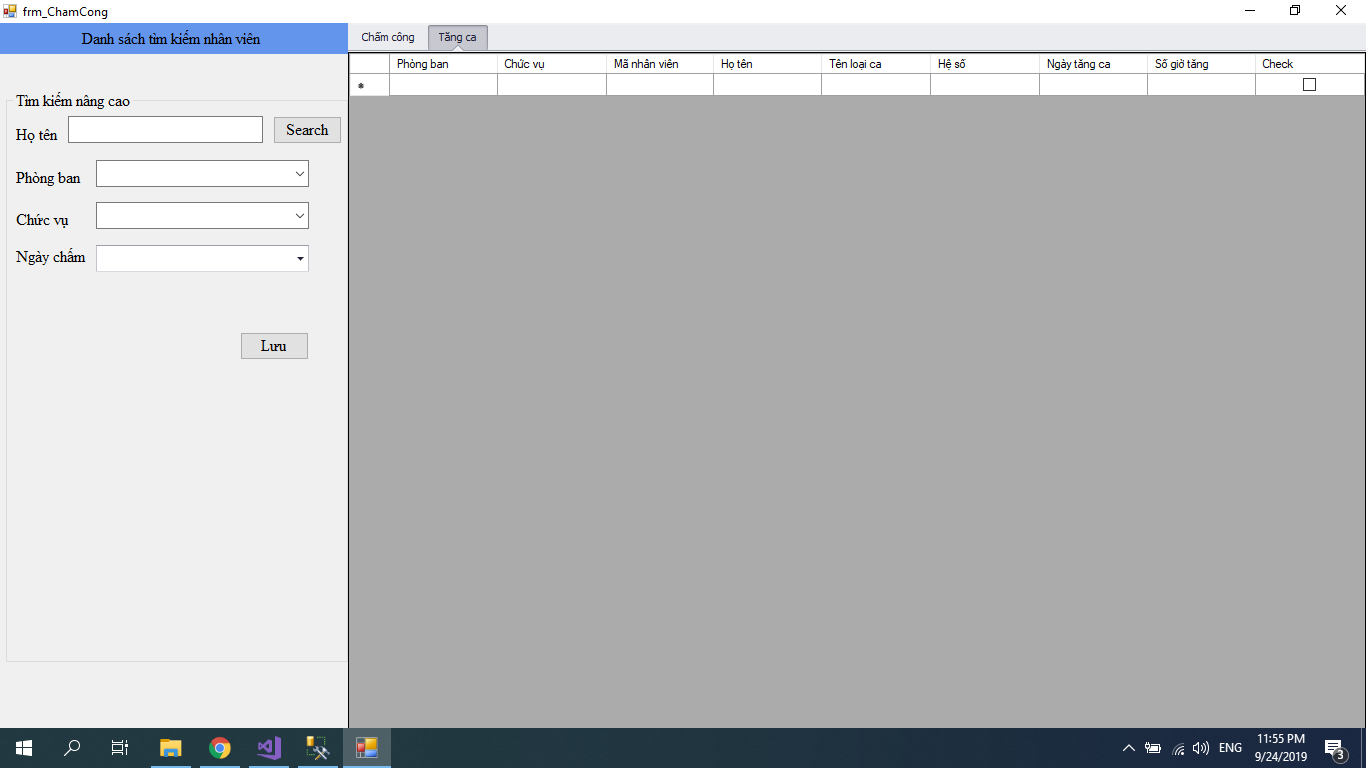 frm_ChamCong
Danh sách tìm kiếm nhân viên
Tìm kiếm nâng cao
Họ tên
Search
Phòng ban
Chức vụ
Ngày chấm
Lưu
Chấm công Tăng ca
Phòng ban Chức vụ Mã nhân viên Họ tên Tên loại ca Hệ số Ngày tăng ca Số giờ tăng Check
ENG
11:55 PM
9/24/2019
3